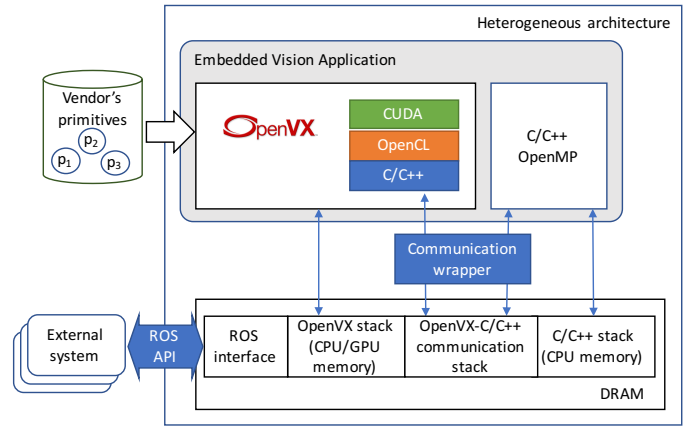 Heterogeneous architecture
Embedded Vision Application
Vendor's
primitives
p2
p1
p3
OpenVX
CUDA
OpenCL
C/C++
C/C++
OpenMP
Communication
wrapper
External
system
ROS
API
ROS
interface
OpenVX stack
(CPU/GPU
memory)
OpenVX-C/C++
communication
stack
C/C++ stack
(CPU memory)
DRAM